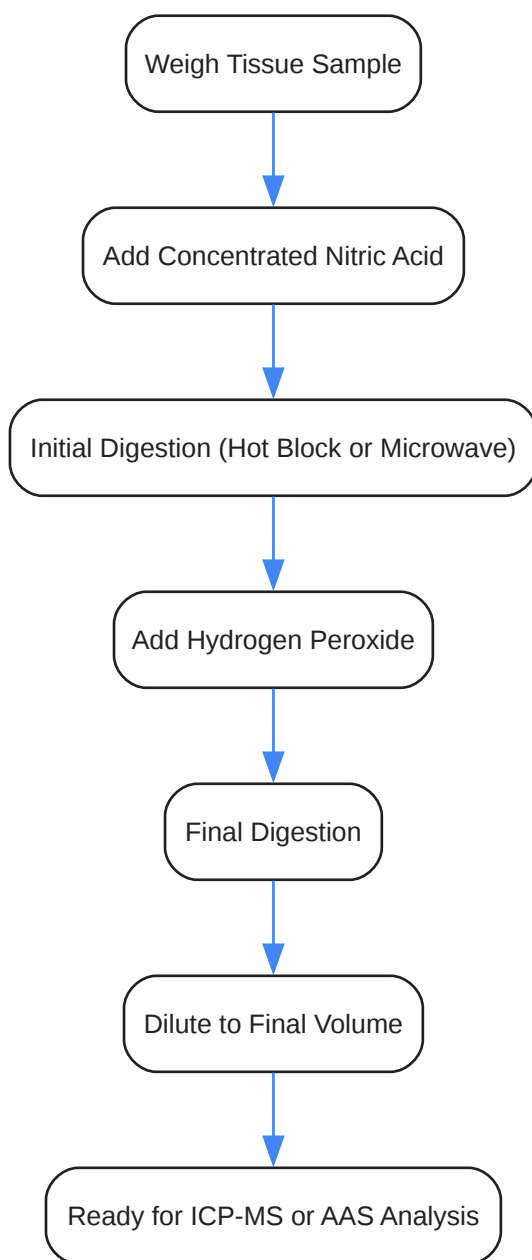 Weigh Tissue Sample
Add Concentrated Nitric Acid
Initial Digestion (Hot Block or Microwave)
Add Hydrogen Peroxide
Final Digestion
Dilute to Final Volume
Ready for ICP-MS or AAS Analysis